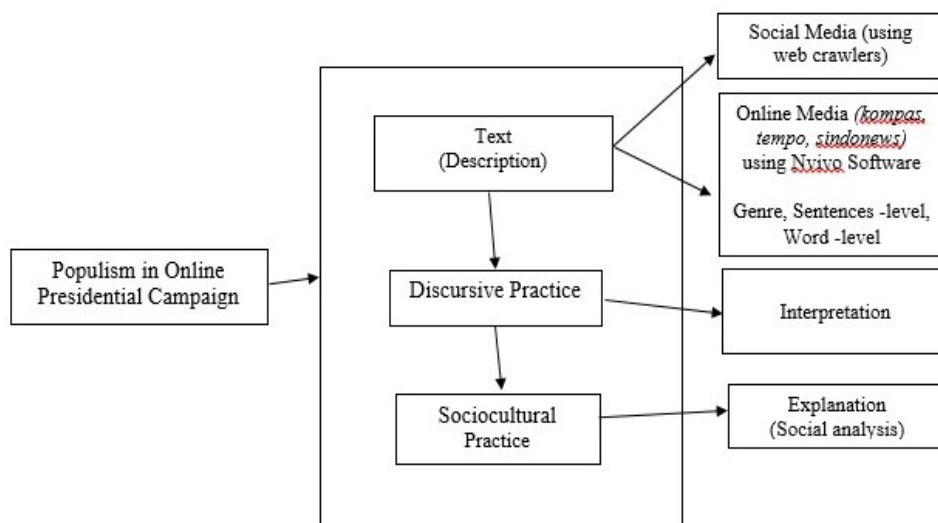 Social Media (using
web crawlers)
Online Media (kompas,
tempo, sindonews)
using Nvivo Software
Genre, Sentences -level,
Word -level
Text
(Description)
Populism in Online
Presidential Campaign
Discursive Practice
Interpretation
Sociocultural
Practice
Explanation
(Social analysis)